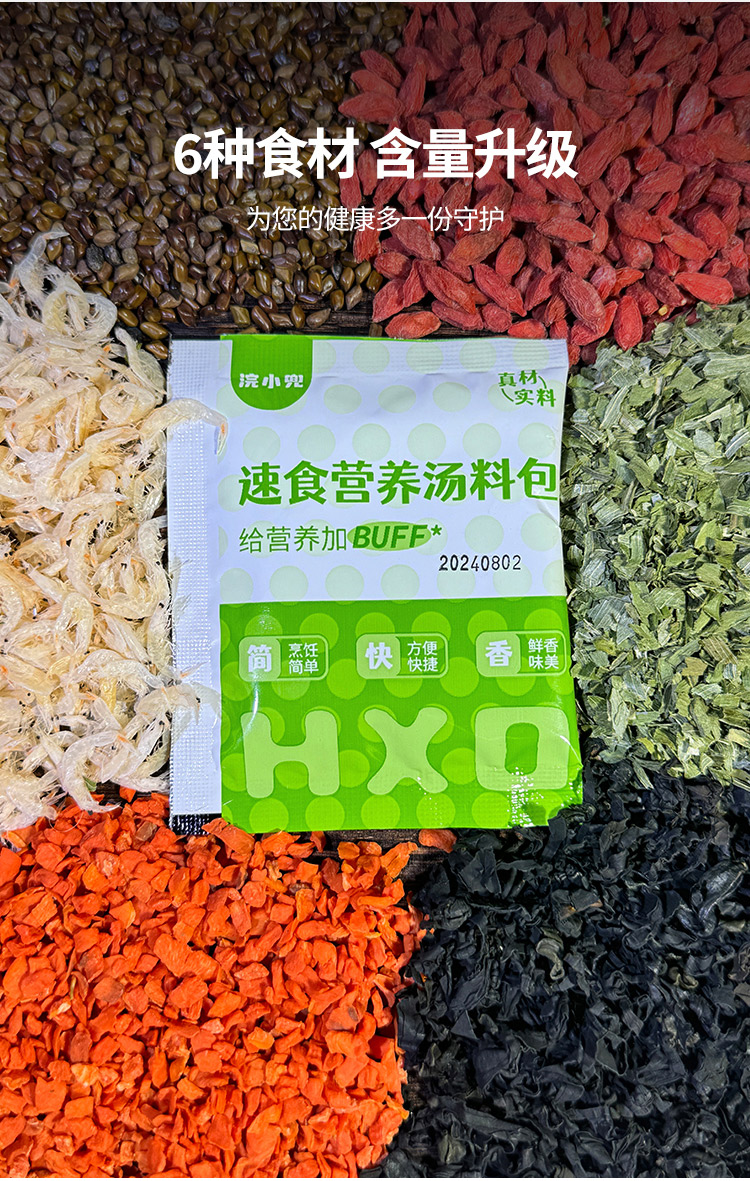 6种食材 含量升级
为您的健康多一份守护
浣小兜
真材
实料
速食营养汤料包
给营养加BUFF*
20240802
简 烹饪简单
快 方便快捷
香 鲜香味美
HXD